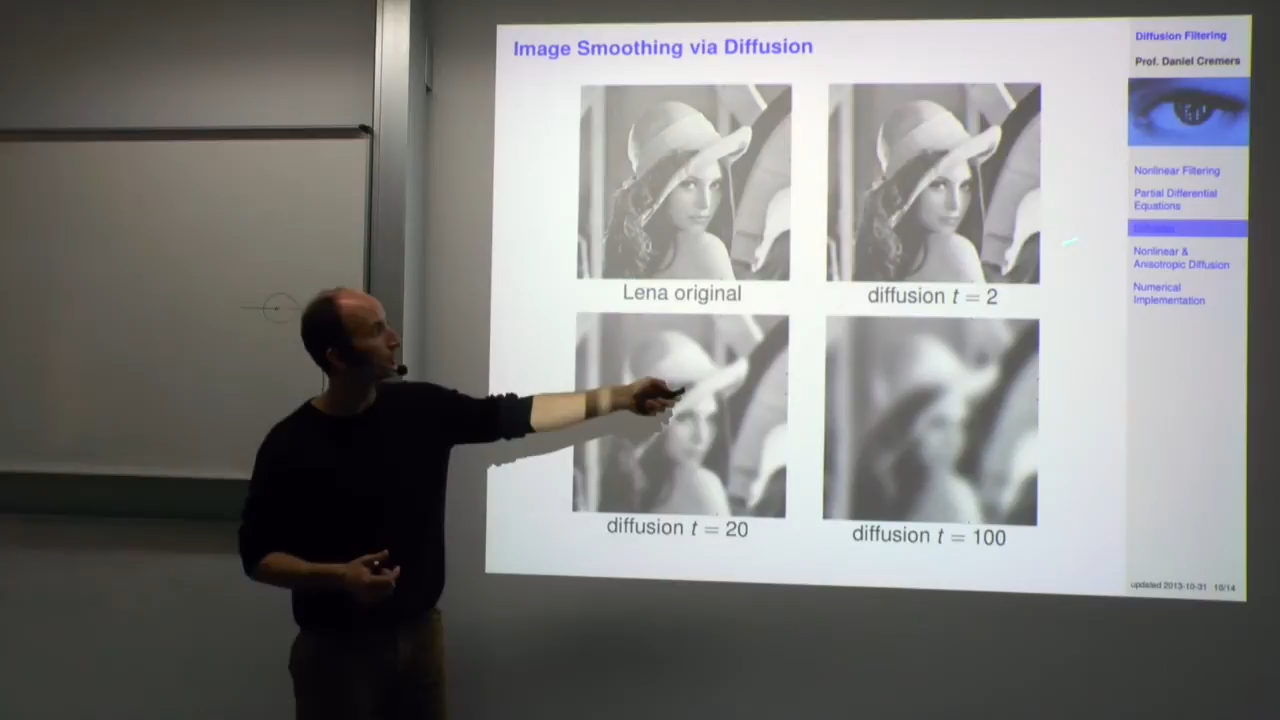 Image Smoothing via Diffusion
Lena original
diffusion t = 2
diffusion t = 20
diffusion t = 100
Diffusion Filtering
Prof. Daniel Cremers
Nonlinear Filtering
Partial Differential
Equations
Diffusion
Nonlinear &
Anisotropic Diffusion
Numerical
Implementation
updated 2013-10-31 10/14